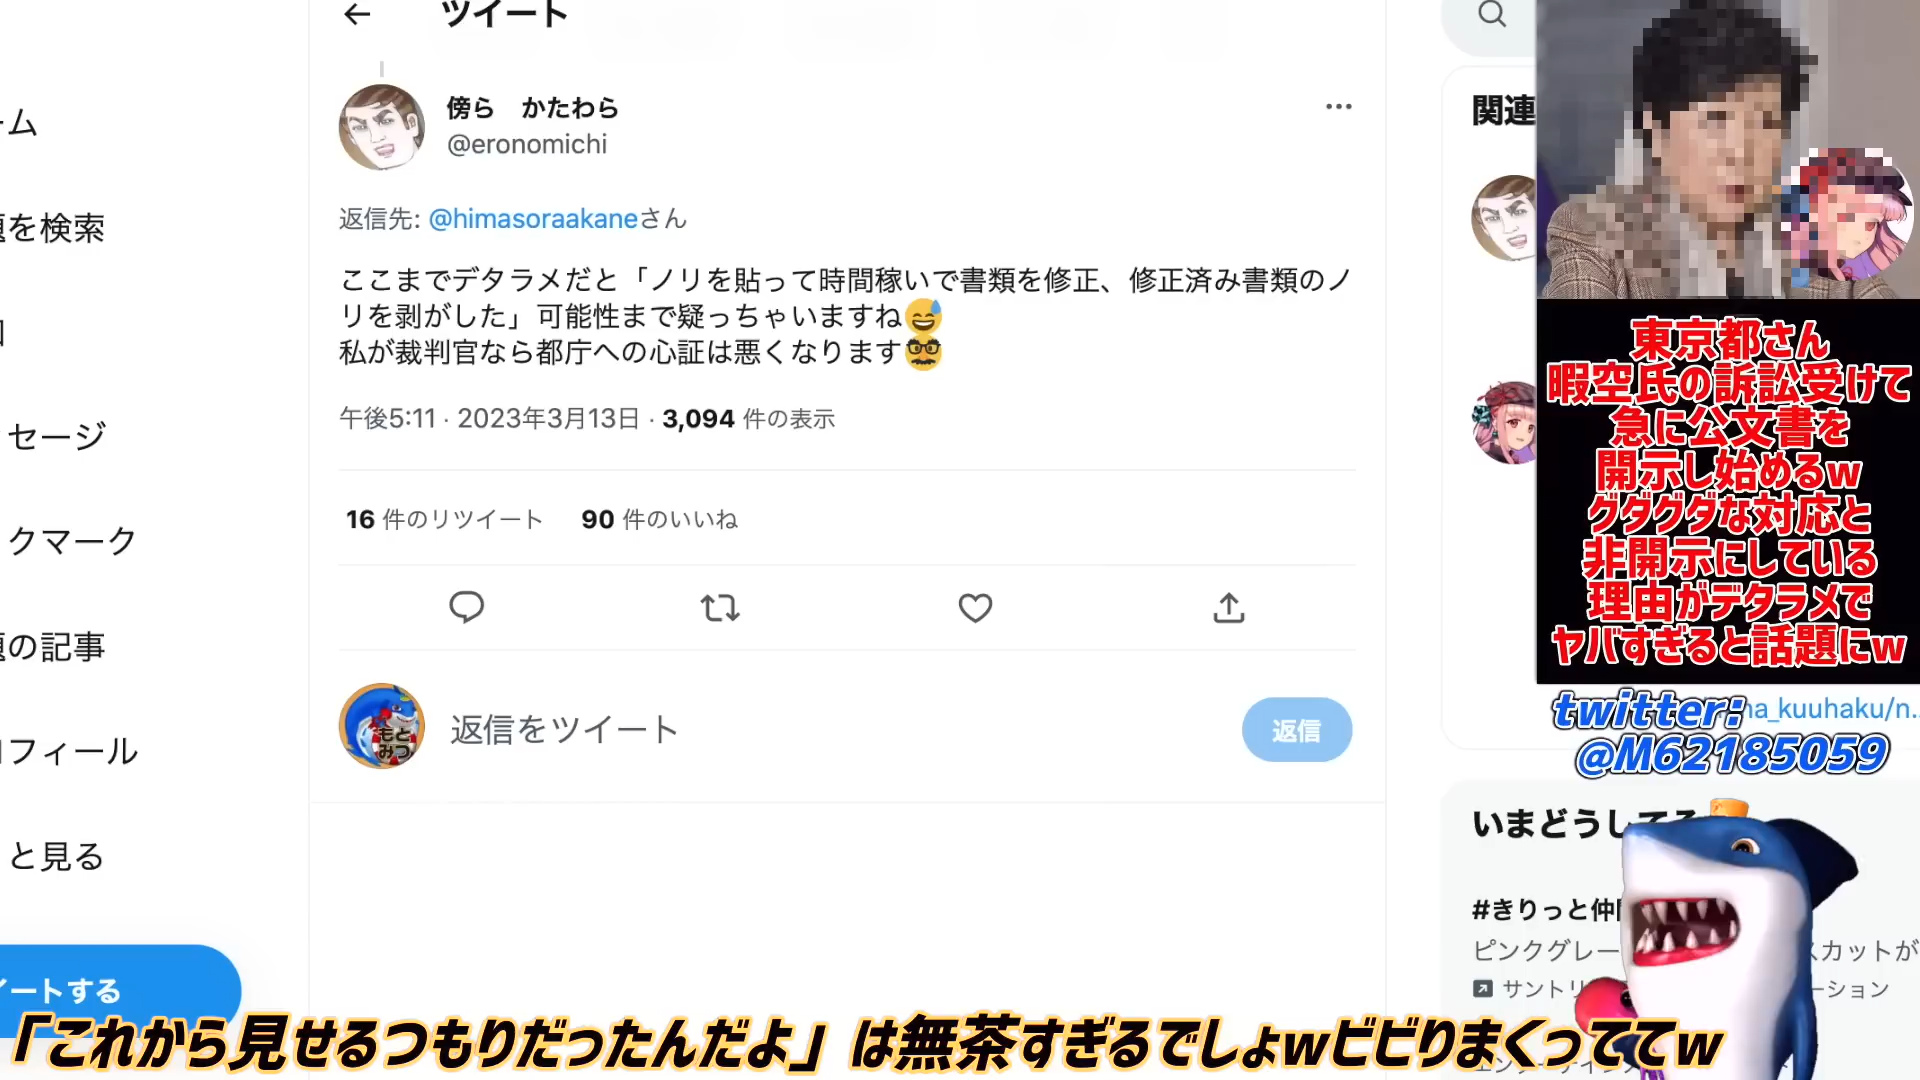 ツイート
ーム
題を検索
セージ
クマーク
題の記事
ロフィール
と見る
イートする
傍ら　かたわら
@eronomichi
返信先: @himasoraakaneさん
ここまでデタラメだと「ノリを貼って時間稼いで書類を修正、修正済み書類のノ
リを剥がした」可能性まで疑っちゃいますね😅
私が裁判官なら都庁への心証は悪くなります🥸
午後5:11 · 2023年3月13日 · 3,094 件の表示
16 件のリツイート 90 件のいいね
もと
みつ
返信をツイート
返信
関連
東京都さん
暇空氏の訴訟受けて
急に公文書を
開示し始めるw
グダグダな対応と
非開示にしている
理由がデタラメで
ヤバすぎると話題にw
twitter:
na_kuuhaku/n...
@M62185059
いまどうしてる
#きりっと仲間
ピンクグレー
スカットが
サントリ
ーション
「これから見せるつもりだったんだよ」は無茶すぎるでしょwビビりまくっててw